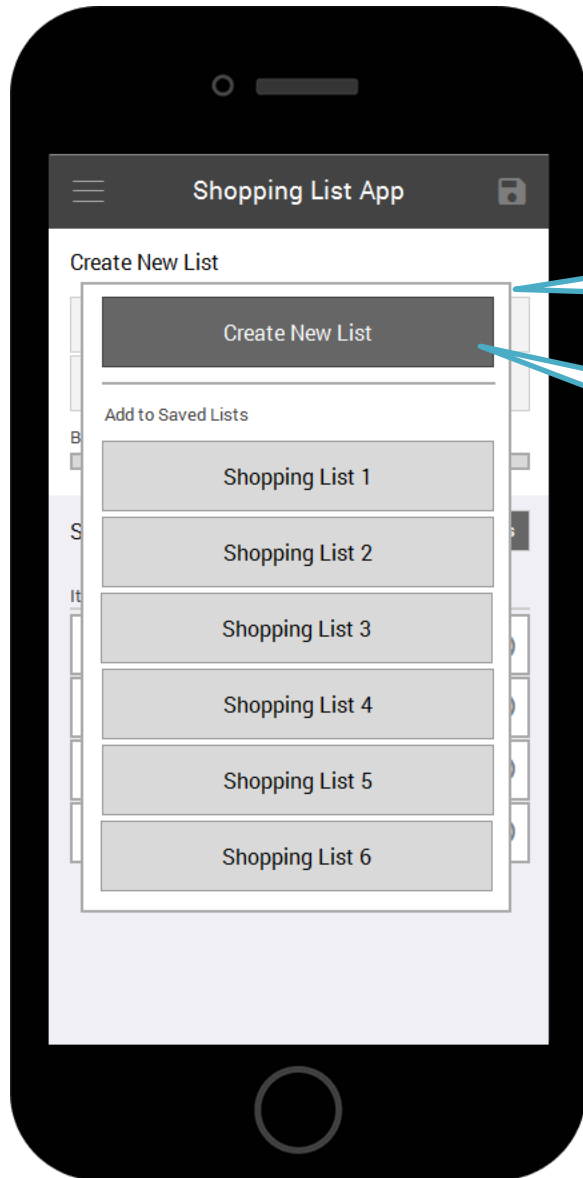 Shopping List App
Create New List
Create New List
Add to Saved Lists
Shopping List 1
Shopping List 2
Shopping List 3
Shopping List 4
Shopping List 5
Shopping List 6